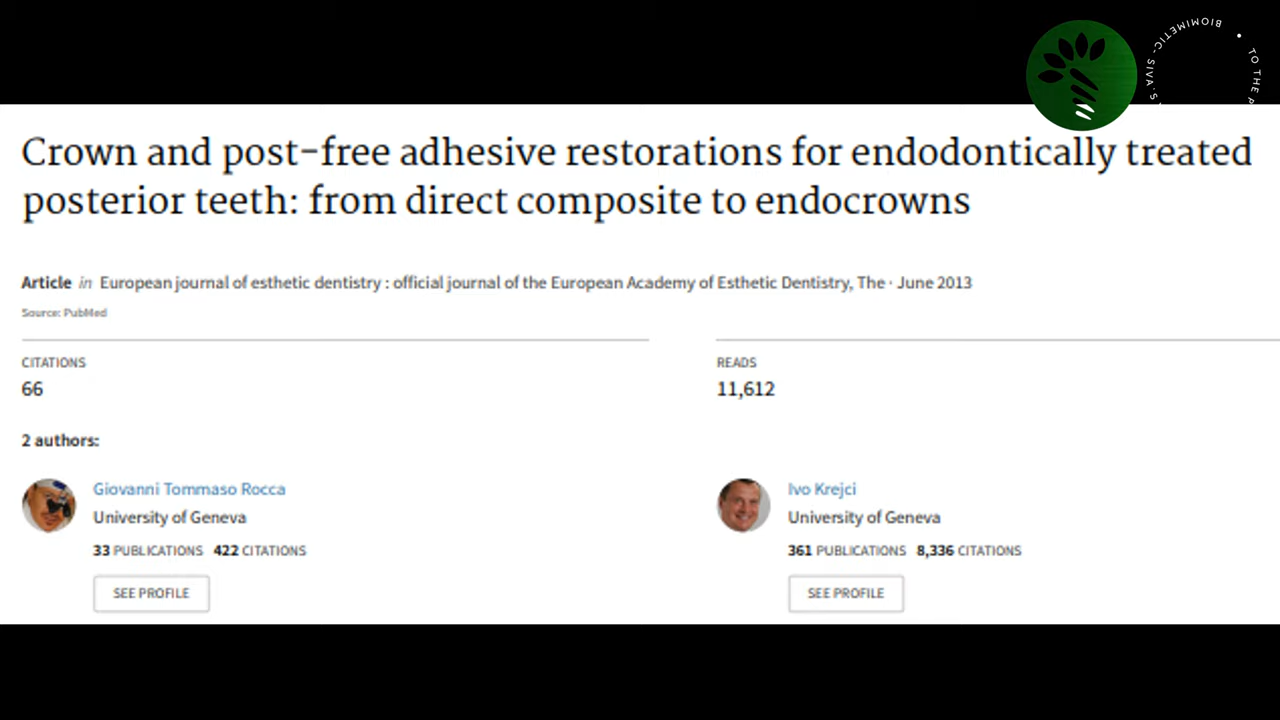 BIOMIMETIC- SIVA.S
TO THE
Crown and post-free adhesive restorations for endodontically treated
posterior teeth: from direct composite to endocrowns
Article in European journal of esthetic dentistry : official journal of the European Academy of Esthetic Dentistry, The · June 2013
Source: PubMed
CITATIONS
66
READS
11,612
2 authors:
Giovanni Tommaso Rocca
University of Geneva
33 PUBLICATIONS 422 CITATIONS
SEE PROFILE
Ivo Krejci
University of Geneva
361 PUBLICATIONS 8,336 CITATIONS
SEE PROFILE